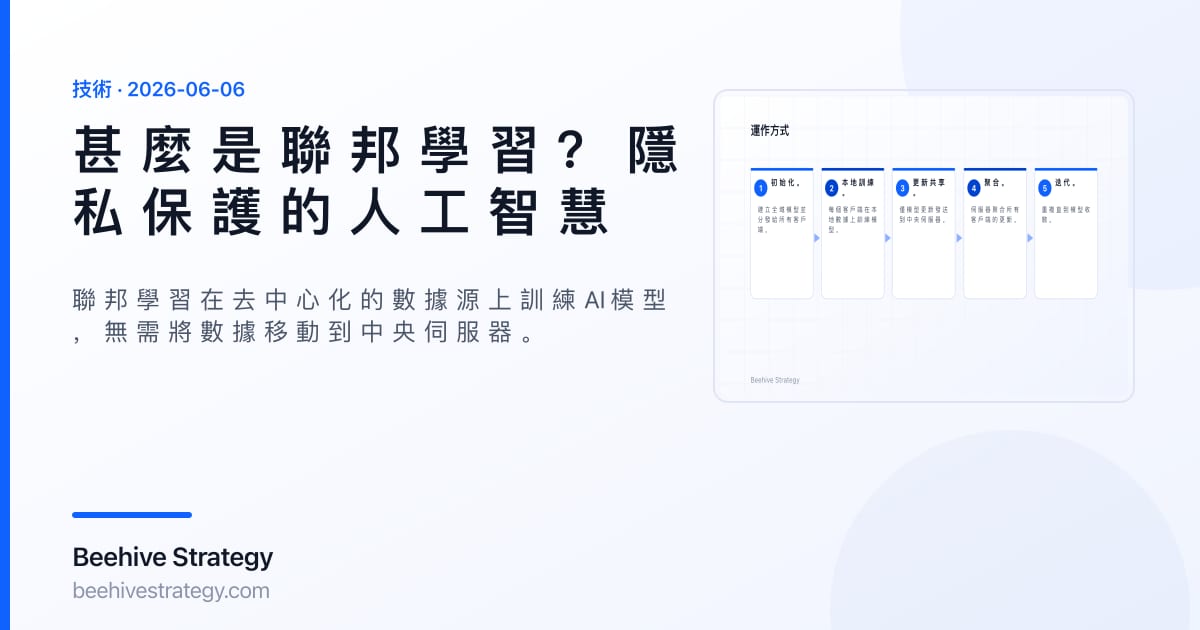 技術 · 2026-06-06
甚麼是聯邦學習？隱
私保護的人工智慧
聯邦學習在去中心化的數據源上訓練AI模型
，無需將數據移動到中央伺服器。
Beehive Strategy
beehivestrategy.com
運作方式
1 初始化。
建立全域模型並
分發給所有客戶
端。
2 本地訓練
。
每個客戶端在本
地數據上訓練模
型。
3 更新共享
。
僅模型更新發送
到中央伺服器。
4 聚合。
伺服器聚合所有
客戶端的更新。
5 迭代。
重複直到模型收
斂。
Beehive Strategy